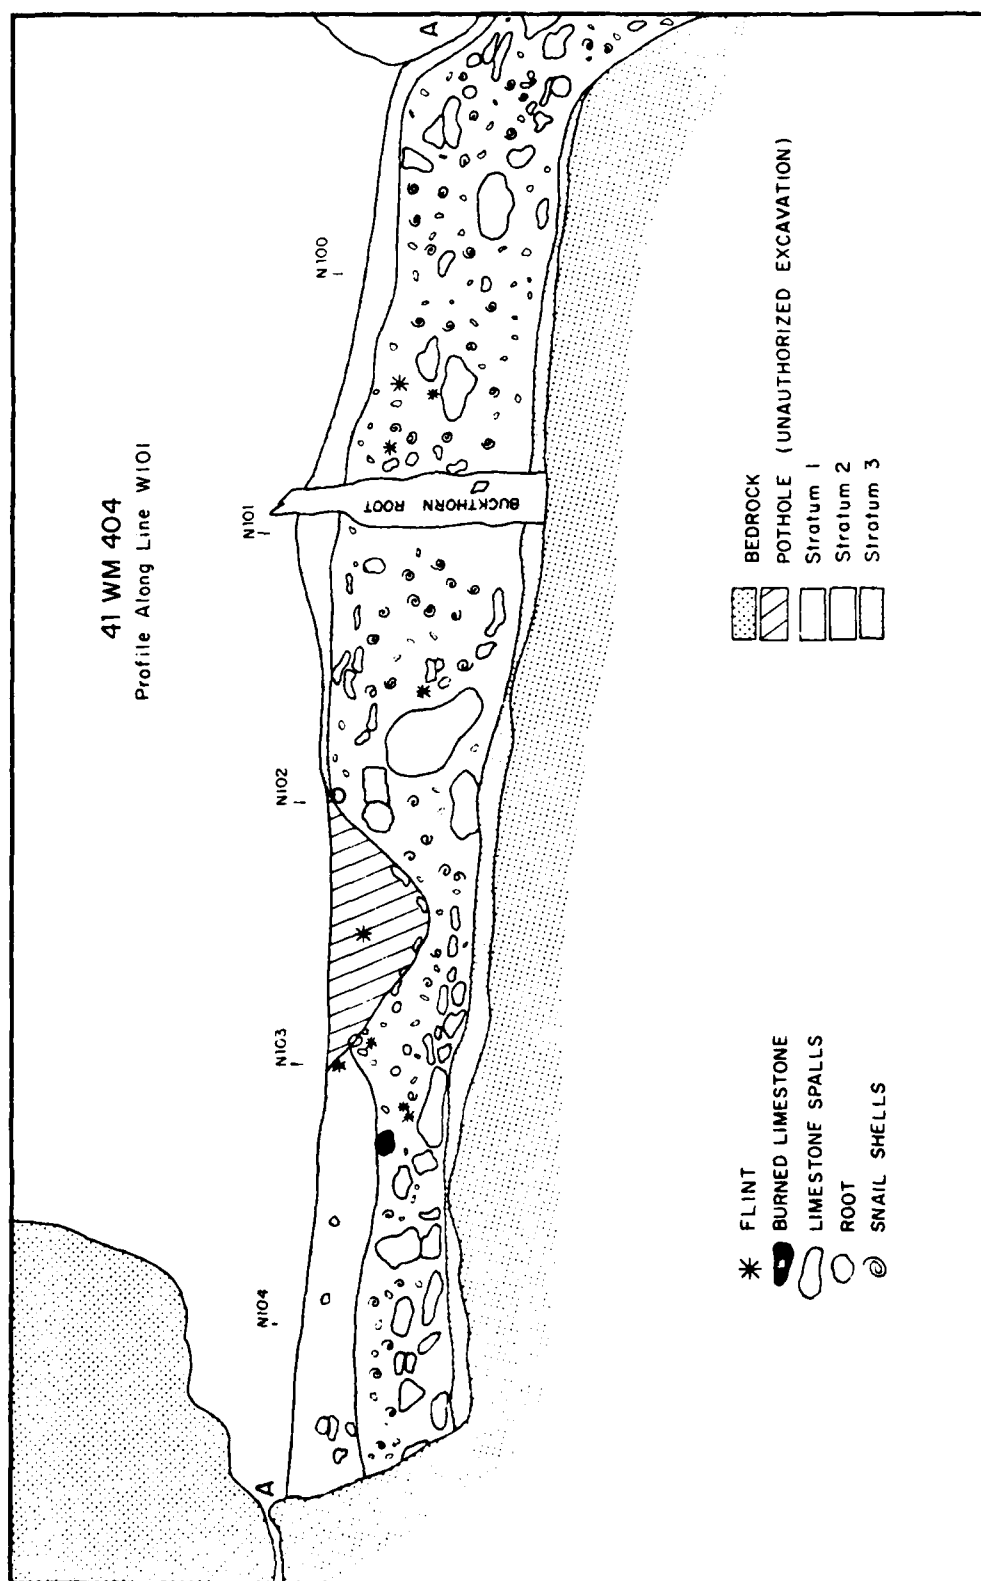 41 WM 404
Profile Along Line W101
A
N104
N103
N102
N101
N100
A
BUCKTHORN ROOT
FLINT
BURNED LIMESTONE
LIMESTONE SPALLS
ROOT
SNAIL SHELLS
BEDROCK
POTHOLE (UNAUTHORIZED EXCAVATION)
Stratum 1
Stratum 2
Stratum 3